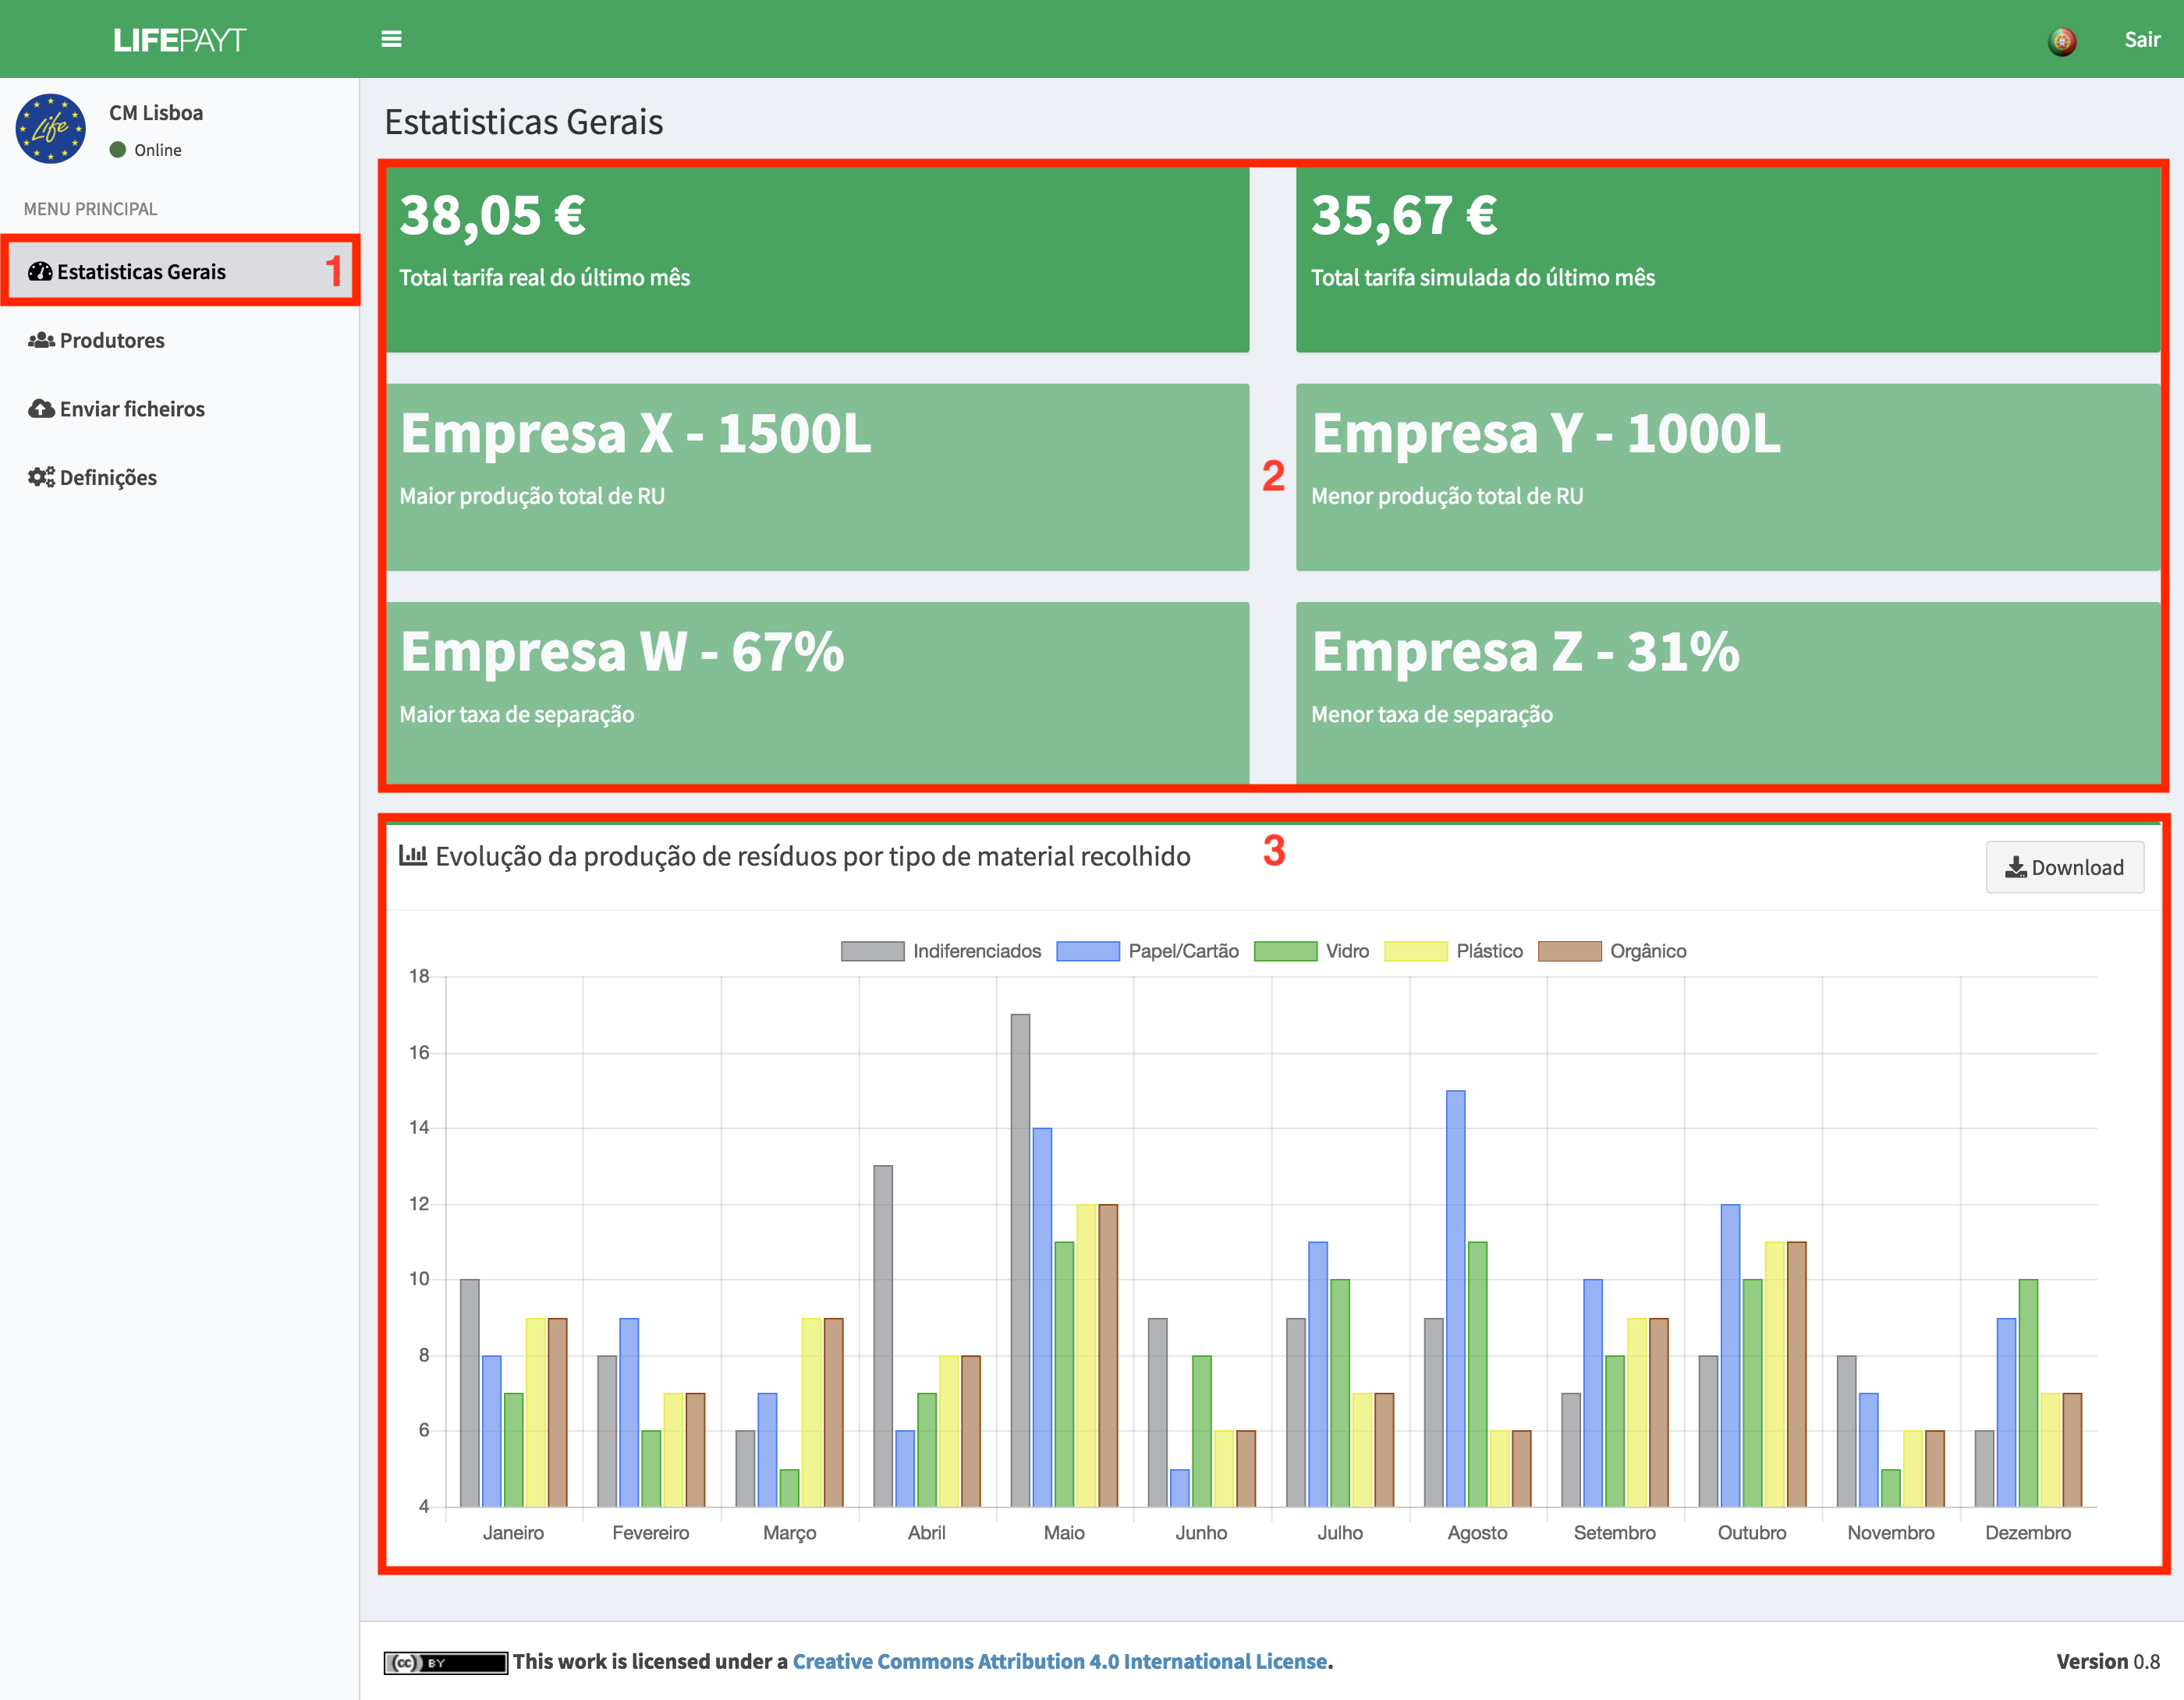 LIFEPAYT
Sair
Life
CM Lisboa
Online
MENU PRINCIPAL
Estatisticas Gerais 1
Produtores
Enviar ficheiros
Definições
Estatisticas Gerais
38,05 €
Total tarifa real do último mês
35,67 €
Total tarifa simulada do último mês
Empresa X - 1500L
Maior produção total de RU
2
Empresa Y - 1000L
Menor produção total de RU
Empresa W - 67%
Maior taxa de separação
Empresa Z - 31%
Menor taxa de separação
Evolução da produção de resíduos por tipo de material recolhido
3
Download
Indiferenciados Papel/Cartão Vidro Plástico Orgânico
18
16
14
12
10
8
6
4
Janeiro Fevereiro Março Abril Maio Junho Julho Agosto Setembro Outubro Novembro Dezembro
cc BY This work is licensed under a Creative Commons Attribution 4.0 International License.
Version 0.8